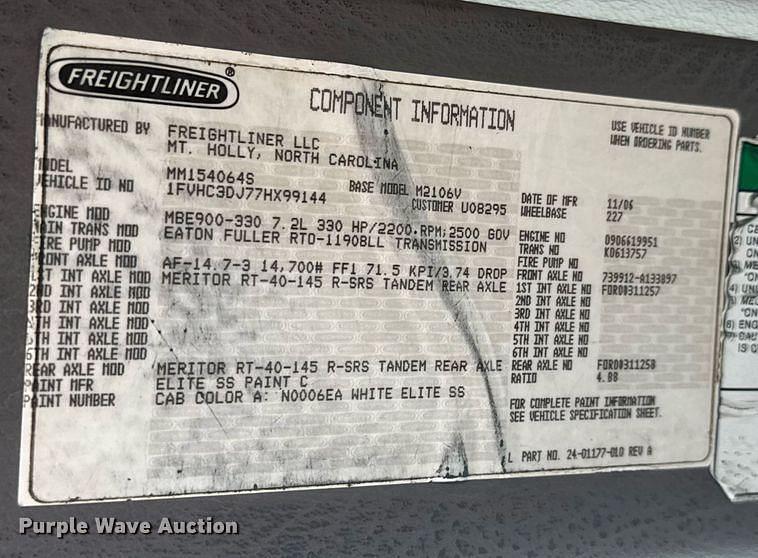 FREIGHTLINER®
COMPONENT INFORMATION
USE VEHICLE ID NUMBER
WHEN ORDERING PARTS.
MANUFACTURED BY FREIGHTLINER LLC
MT. HOLLY, NORTH CAROLINA
MODEL MM154064S BASE MODEL M2106V DATE OF MFR 11/06
VEHICLE ID NO 1FVHC3DJ77HX99144 CUSTOMER U08295 WHEELBASE 227
ENGINE MOD MBE900-330 7.2L 330 HP/2200.RPM;2500 GOV ENGINE NO D9D6619951
MAIN TRANS MOD EATON FULLER RTO-11908LL TRANSMISSION TRANS NO K0613757
FIRE PUMP MOD FIRE PUMP NO
FRONT AXLE MOD AF-14.7-3 14,700# FF1 71.5 KPI/3.74 DROP FRONT AXLE NO 739912-A133897
1ST INT AXLE MOD MERITOR RT-40-145 R-SRS TANDEM REAR AXLE 1ST INT AXLE NO FORD0311257
2ND INT AXLE MOD 2ND INT AXLE NO
3RD INT AXLE MOD 3RD INT AXLE NO
4TH INT AXLE MOD 4TH INT AXLE NO
5TH INT AXLE MOD 5TH INT AXLE NO
6TH INT AXLE MOD 6TH INT AXLE NO
REAR AXLE MOD MERITOR RT-40-145 R-SRS TANDEM REAR AXLE REAR AXLE NO FORD0311258
PAINT MFR ELITE SS PAINT C RATIO 4.88
PAINT NUMBER CAB COLOR A: N0006EA WHITE ELITE SS
FOR COMPLETE PAINT INFORMATION
SEE VEHICLE SPECIFICATION SHEET.
PART NO. 24-01177-010 REV A
Purple Wave Auction